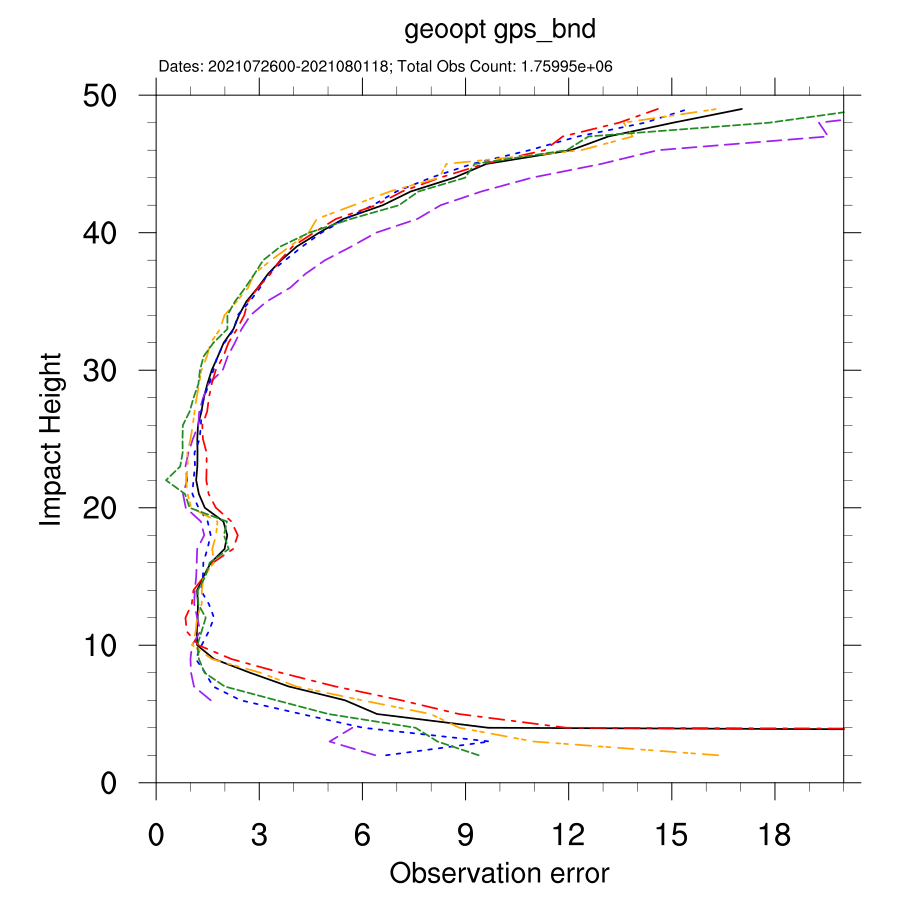 geoopt gps_bnd
Dates: 2021072600-2021080118; Total Obs Count: 1.75995e+06
50
40
30
20
10
0
Impact Height
0 3 6 9 12 15 18
Observation error